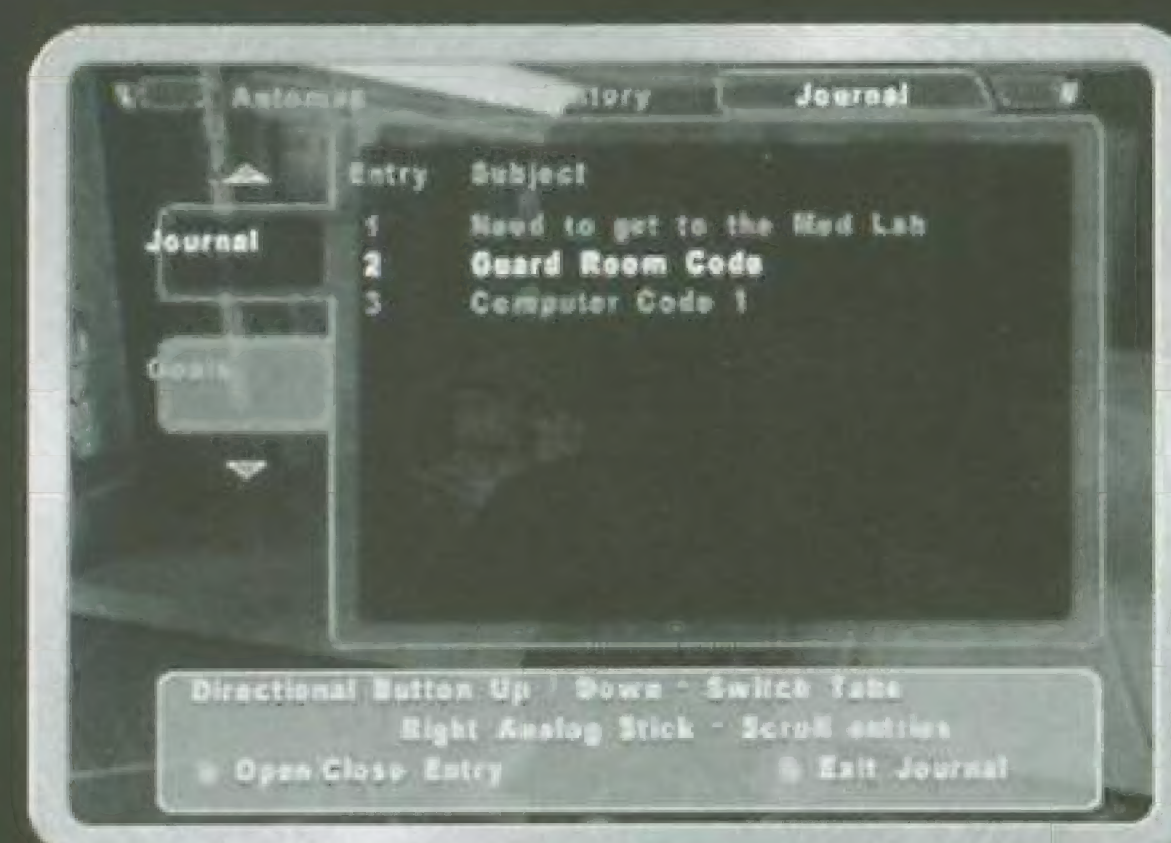 Automap
Journal
Entry Subject
Journal
1 Need to get to the Med Lab
2 Guard Room Code
3 Computer Code 1
Goals
Directional Button Up / Down - Switch Tabs
Right Analog Stick - Scroll entries
Open/Close Entry Exit Journal